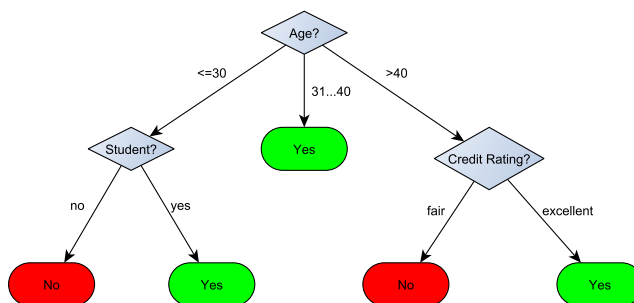 Age?
<=30
31...40
>40
Student?
Yes
Credit Rating?
no
yes
fair
excellent
No
Yes
No
Yes